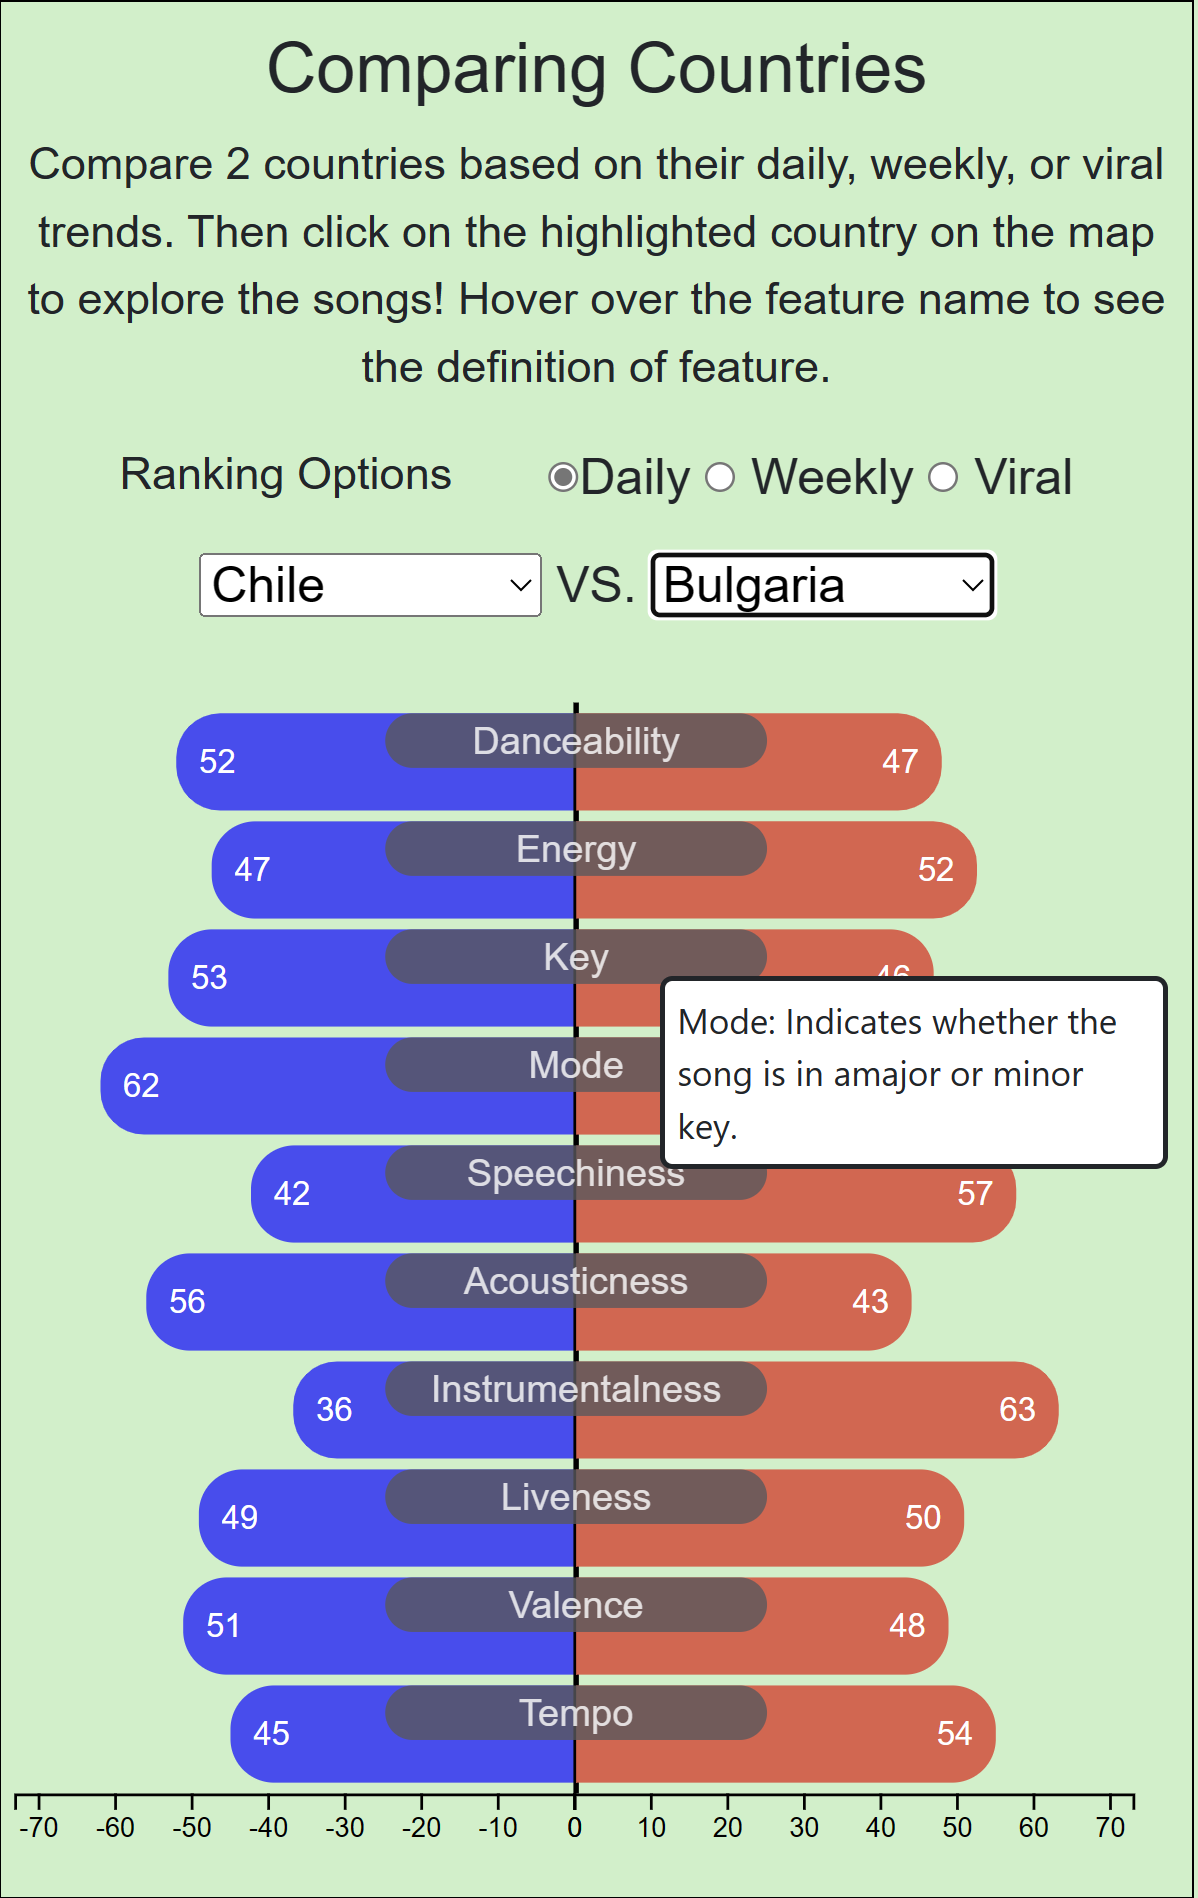 Comparing Countries
Compare 2 countries based on their daily, weekly, or viral
trends. Then click on the highlighted country on the map
to explore the songs! Hover over the feature name to see
the definition of feature.
Ranking Options Daily Weekly Viral
Chile VS. Bulgaria
Danceability
52 47
Energy
47 52
Key
53 46
Mode: Indicates whether the
song is in amajor or minor
key.
Mode
62
Speechiness
42 57
Acousticness
56 43
Instrumentalness
36 63
Liveness
49 50
Valence
51 48
Tempo
45 54
-70 -60 -50 -40 -30 -20 -10 0 10 20 30 40 50 60 70